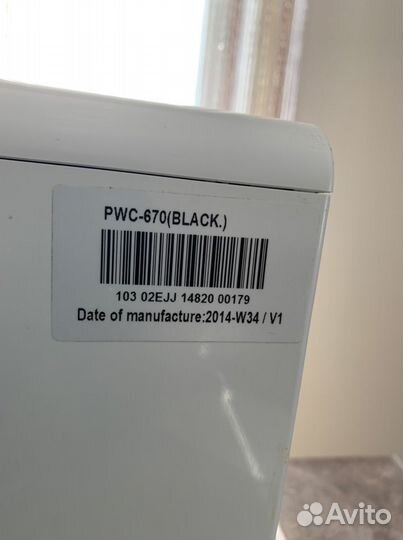 PWC-670(BLACK.)
103 02EJJ 14820 00179
Date of manufacture:2014-W34 / V1
Avito